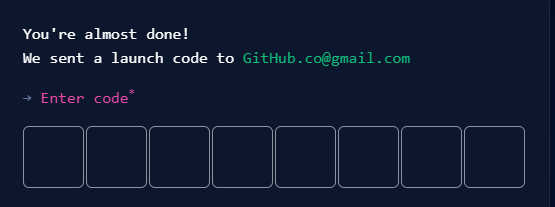 You're almost done!
We sent a launch code to GitHub.co@gmail.com
→ Enter code*